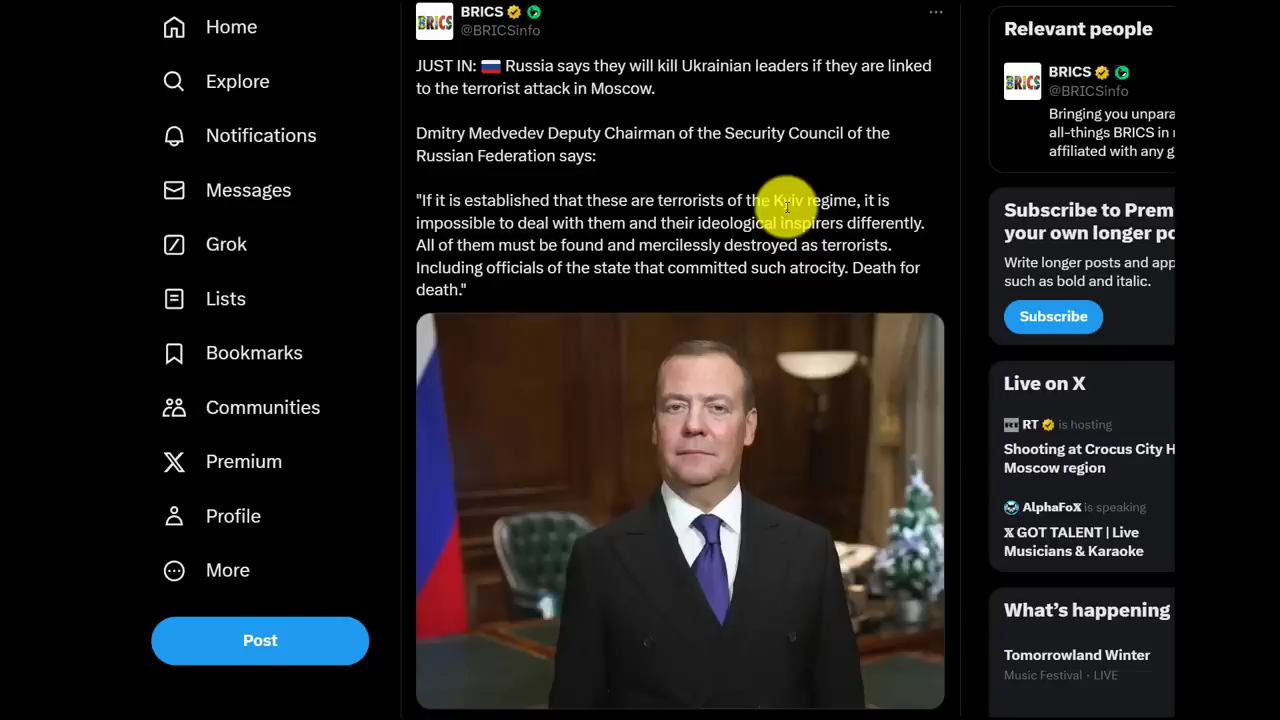 Home
Explore
Notifications
Messages
Grok
Lists
Bookmarks
Communities
Premium
Profile
More
Post
BRICS
BRICS
@BRICSinfo
JUST IN: Russia says they will kill Ukrainian leaders if they are linked
to the terrorist attack in Moscow.
Dmitry Medvedev Deputy Chairman of the Security Council of the
Russian Federation says:
"If it is established that these are terrorists of the Kyiv regime, it is
impossible to deal with them and their ideological inspirers differently.
All of them must be found and mercilessly destroyed as terrorists.
Including officials of the state that committed such atrocity. Death for
death."
Relevant people
BRICS
BRICS
@BRICSinfo
Bringing you unpara
all-things BRICS in r
affiliated with any g
Subscribe to Prem
your own longer po
Write longer posts and app
such as bold and italic.
Subscribe
Live on X
RT RT is hosting
Shooting at Crocus City H
Moscow region
AlphaFoX is speaking
X GOT TALENT | Live
Musicians & Karaoke
What's happening
Tomorrowland Winter
Music Festival · LIVE